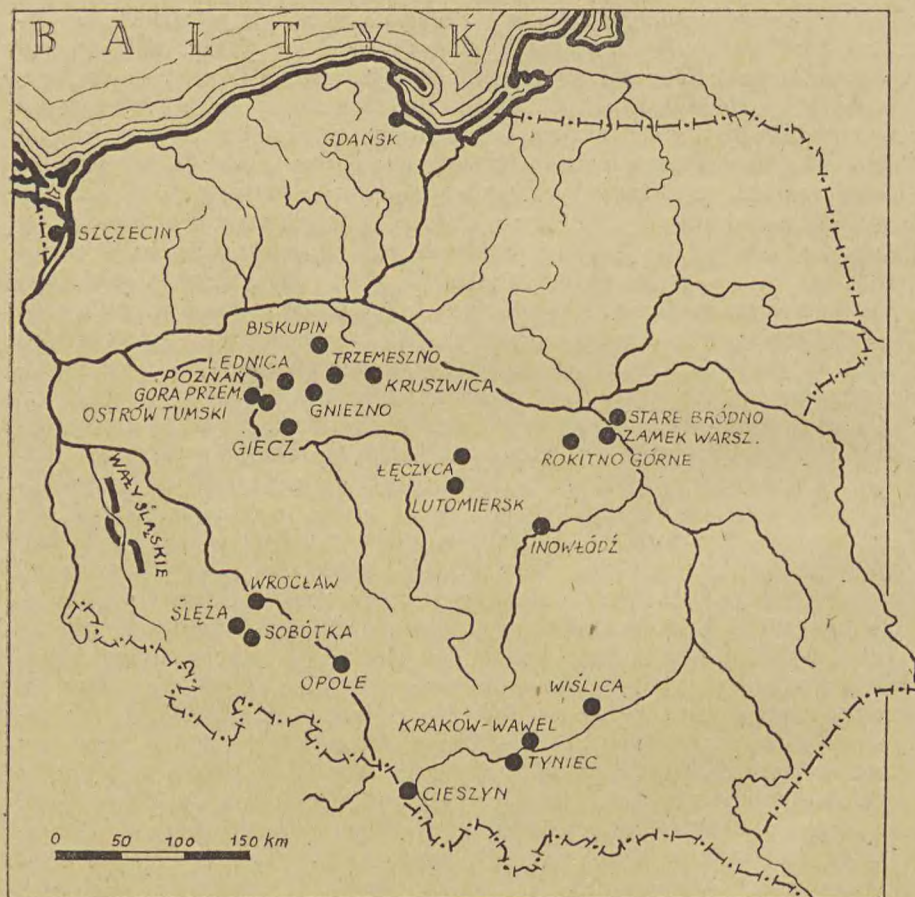 BAŁTYK
GDAŃSK
SZCZECIN
BISKUPIN
LEDNICA
TRZEMESZNO
POZNAŃ
KRUSZWICA
GÓRA PRZEM.
OSTRÓW TUMSKI
GNIEZNO
STARE BRÓDNO
ZAMEK WARSZ.
GIECZ
ROKITNO GÓRNE
ŁĘCZYCA
WAŁY ŚLĄSKIE
LUTOMIERSK
INOWŁÓDŹ
WROCŁAW
ŚLĘŻA
SOBÓTKA
OPOLE
WIŚLICA
KRAKÓW-WAWEL
TYNIEC
CIESZYN
0 50 100 150 Km